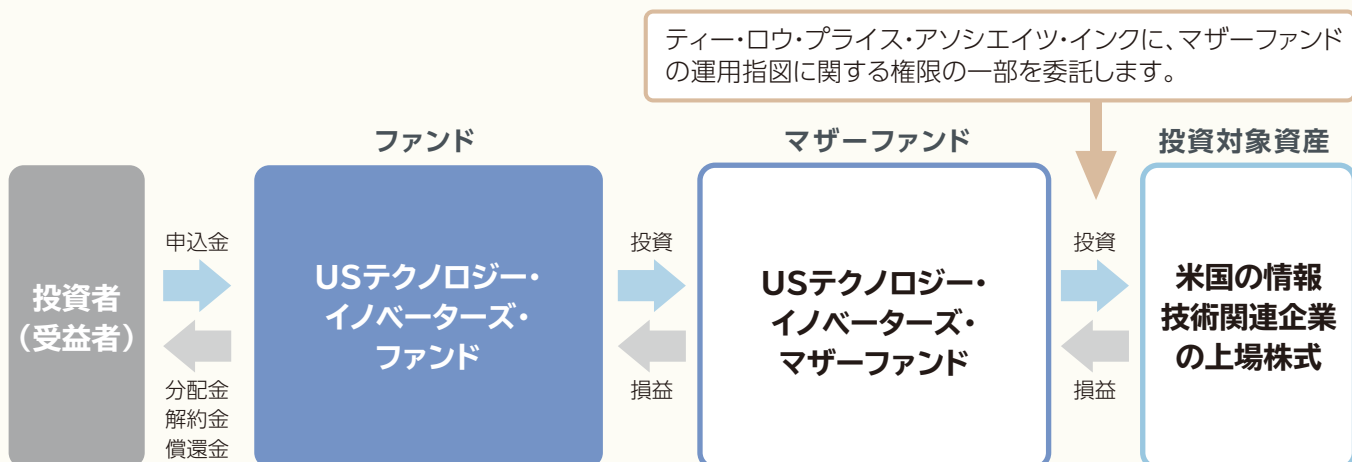 ティー・ロウ・プライス・アソシエイツ・インクに、マザーファンド
の運用指図に関する権限の一部を委託します。
ファンド
マザーファンド
投資対象資産
投資者
（受益者）
申込金
分配金
解約金
償還金
USテクノロジー・
イノベーターズ・
ファンド
投資
損益
USテクノロジー・
イノベーターズ・
マザーファンド
投資
損益
米国の情報
技術関連企業
の上場株式